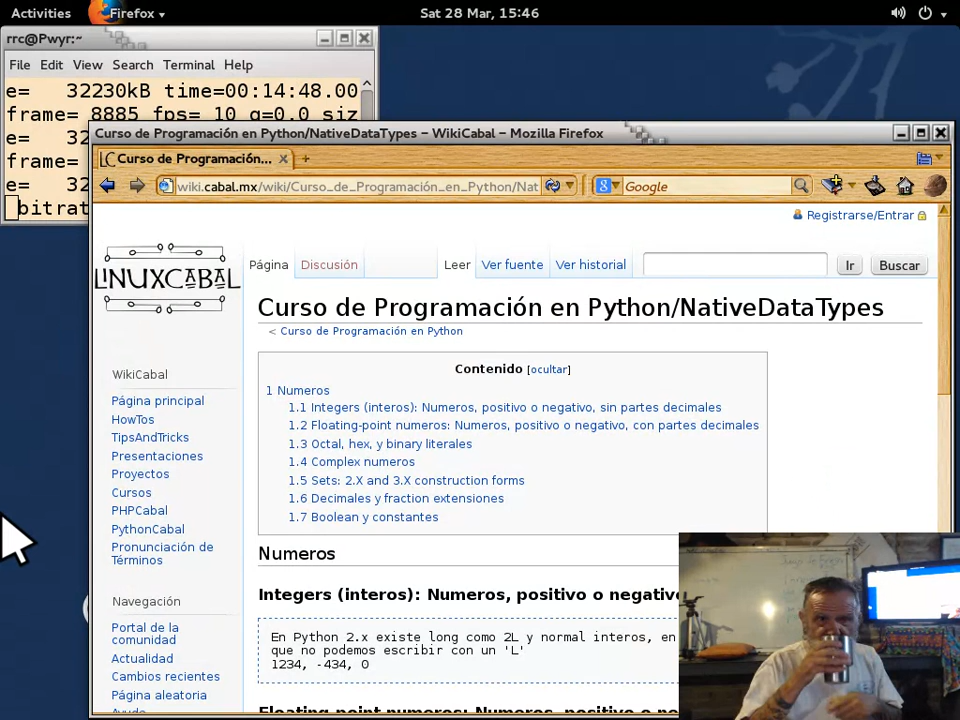 Activities Firefox Sat 28 Mar, 15:46
rrc@Pwyr:~
File Edit View Search Terminal Help
e= 32230kB time=00:14:48.00
frame= 8885 fps= 10 q=0.0 siz
e= 
frame=
e= 32
bitrat
Curso de Programación en Python/NativeDataTypes – WikiCabal – Mozilla Firefox
Curso de Programación...
wiki.cabal.mx/wiki/Curso_de_Programación_en_Python/Nat Google
Registrarse/Entrar
LINUXCABAL
Página Discusión Leer Ver fuente Ver historial Ir Buscar
Curso de Programación en Python/NativeDataTypes
< Curso de Programación en Python
Contenido [ocultar]
1 Numeros
1.1 Integers (interos): Numeros, positivo o negativo, sin partes decimales
1.2 Floating-point numeros: Numeros, positivo o negativo, con partes decimales
1.3 Octal, hex, y binary literales
1.4 Complex numeros
1.5 Sets: 2.X and 3.X construction forms
1.6 Decimales y fraction extensiones
1.7 Boolean y constantes
WikiCabal
Página principal
HowTos
TipsAndTricks
Presentaciones
Proyectos
Cursos
PHPCabal
PythonCabal
Pronunciación de
Términos
Navegación
Portal de la
comunidad
Actualidad
Cambios recientes
Página aleatoria
Ayuda
Numeros
Integers (interos): Numeros, positivo o negativo
En Python 2.x existe long como 2L y normal interos, en
que no podemos escribir con un 'L'
1234, -434, 0
Floating-point numeros: Numeros, positivo o ne